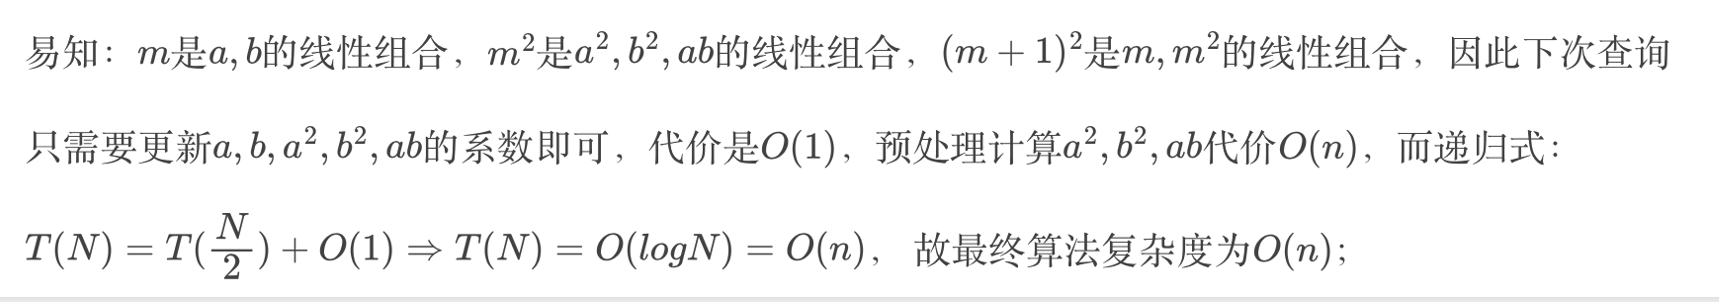 易知：m是a, b的线性组合，m²是a², b², ab的线性组合，(m + 1)²是m, m²的线性组合，因此下次查询
只需要更新a, b, a², b², ab的系数即可，代价是O(1)，预处理计算a², b², ab代价O(n)，而递归式：
T(N) = T(N/2) + O(1) ⇒ T(N) = O(logN) = O(n)， 故最终算法复杂度为O(n);